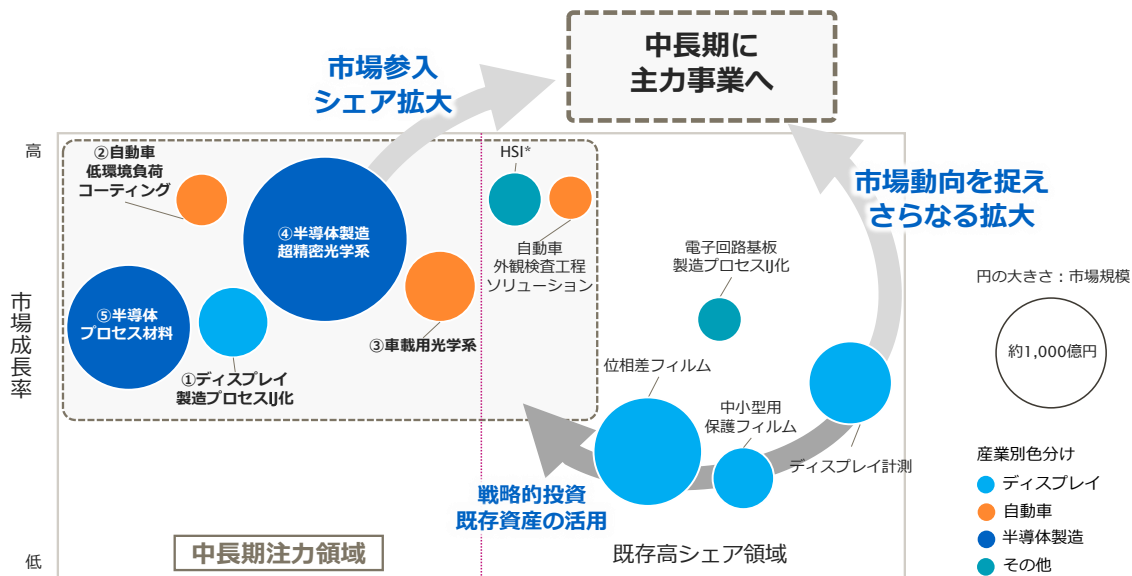 中長期に
主力事業へ
市場参入
シェア拡大
高
②自動車
低環境負荷
コーティング
HSI*
④半導体製造
超精密光学系
自動車
外観検査工程
ソリューション
市場動向を捉え
さらなる拡大
電子回路基板
製造プロセスIJ化
円の大きさ：市場規模
約1,000億円
市場成長率
⑤半導体
プロセス材料
③車載用光学系
①ディスプレイ
製造プロセスIJ化
位相差フィルム
中小型用
保護フィルム
ディスプレイ計測
戦略的投資
既存資産の活用
産業別色分け
ディスプレイ
自動車
半導体製造
その他
低
中長期注力領域
既存高シェア領域